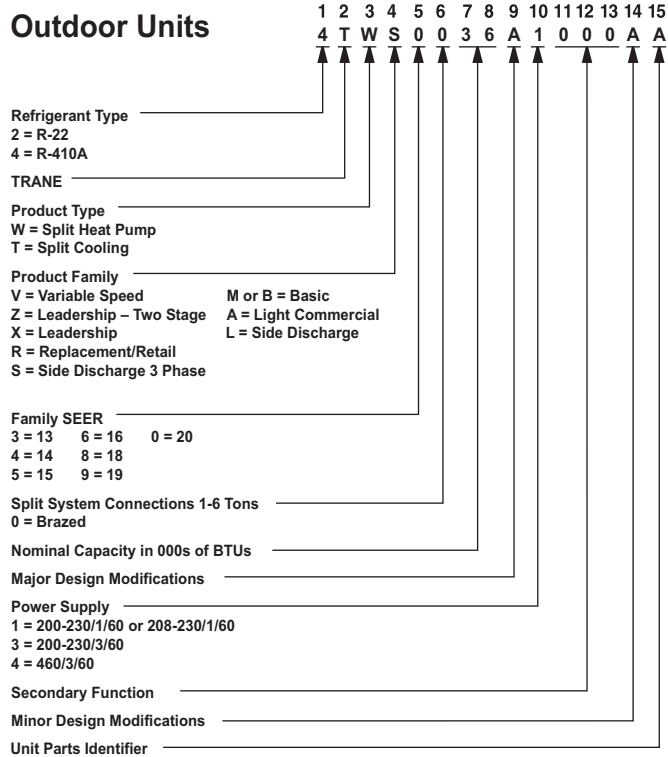 Outdoor Units
1 2 3 4 5 6 7 8 9 10 11 12 13 14 15
4 T W S 0 0 3 6 A 1 0 0 0 A A
Refrigerant Type
2 = R-22
4 = R-410A
TRANE
Product Type
W = Split Heat Pump
T = Split Cooling
Product Family
V = Variable Speed M or B = Basic
Z = Leadership – Two Stage A = Light Commercial
X = Leadership L = Side Discharge
R = Replacement/Retail
S = Side Discharge 3 Phase
Family SEER
3 = 13 6 = 16 0 = 20
4 = 14 8 = 18
5 = 15 9 = 19
Split System Connections 1-6 Tons
0 = Brazed
Nominal Capacity in 000s of BTUs
Major Design Modifications
Power Supply
1 = 200-230/1/60 or 208-230/1/60
3 = 200-230/3/60
4 = 460/3/60
Secondary Function
Minor Design Modifications
Unit Parts Identifier